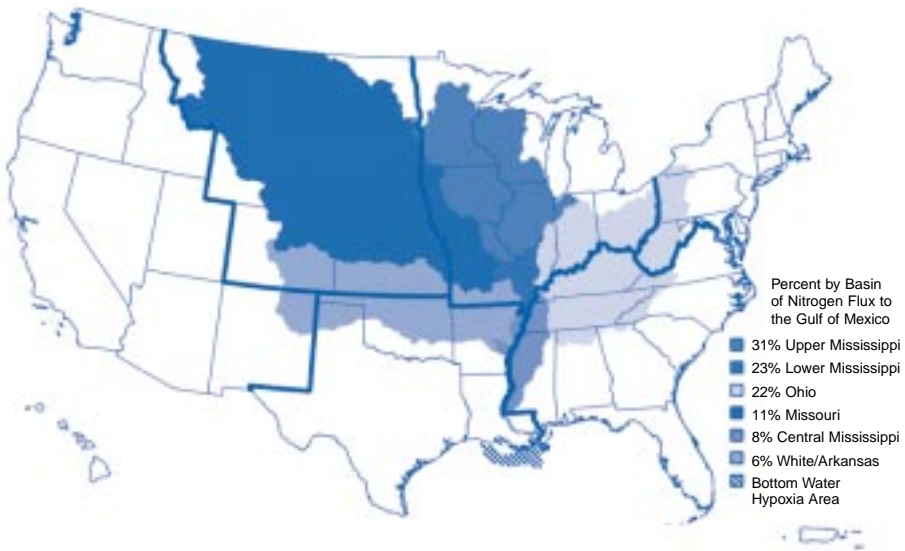 Percent by Basin
of Nitrogen Flux to
the Gulf of Mexico
31% Upper Mississippi
23% Lower Mississippi
22% Ohio
11% Missouri
8% Central Mississippi
6% White/Arkansas
Bottom Water
Hypoxia Area